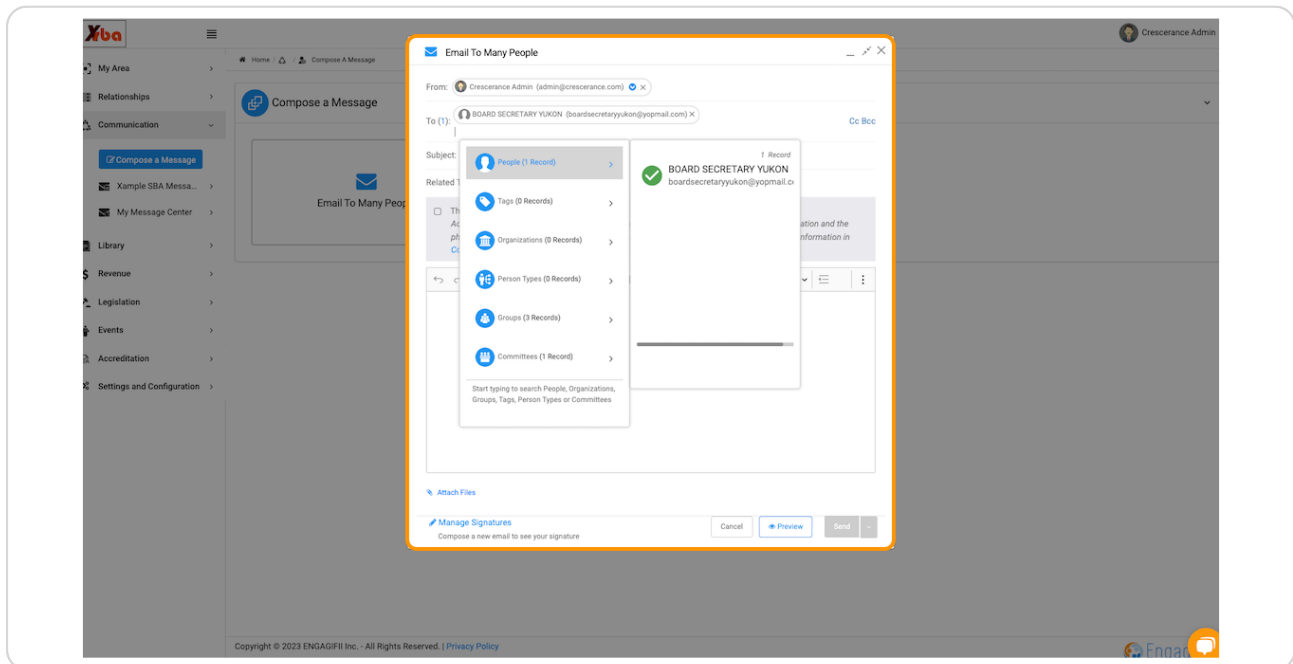 Xba
Crescerance Admin
My Area
Relationships
Communication
Compose a Message
Xample SBA Messa...
My Message Center
Library
Revenue
Legislation
Events
Accreditation
Settings and Configuration
Home / / Compose A Message
Compose a Message
Email To Many Peop
Email To Many People
From: Crescerance Admin (admin@crescerance.com)
To (1): BOARD SECRETARY YUKON (boardsecretaryyukon@yopmail.com)
Cc Bcc
Subject:
Related T
Th
Ac
ph
Cc
ation and the
nformation in
People (1 Record)
Tags (0 Records)
Organizations (0 Records)
Person Types (0 Records)
Groups (3 Records)
Committees (1 Record)
Start typing to search People, Organizations,
Groups, Tags, Person Types or Committees
1 Record
BOARD SECRETARY YUKON
boardsecretaryyukon@yopmail.c
Attach Files
Manage Signatures
Compose a new email to see your signature
Cancel
Preview
Send
Copyright © 2023 ENGAGIFII Inc. - All Rights Reserved. | Privacy Policy
Engag